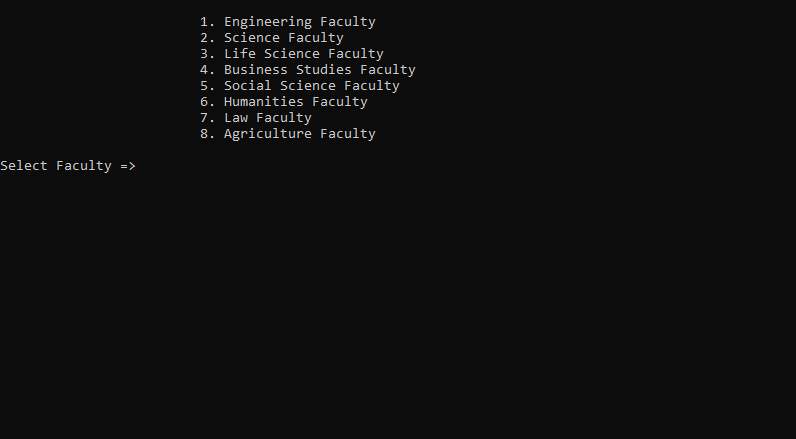 1. Engineering Faculty
2. Science Faculty
3. Life Science Faculty
4. Business Studies Faculty
5. Social Science Faculty
6. Humanities Faculty
7. Law Faculty
8. Agriculture Faculty
Select Faculty =>